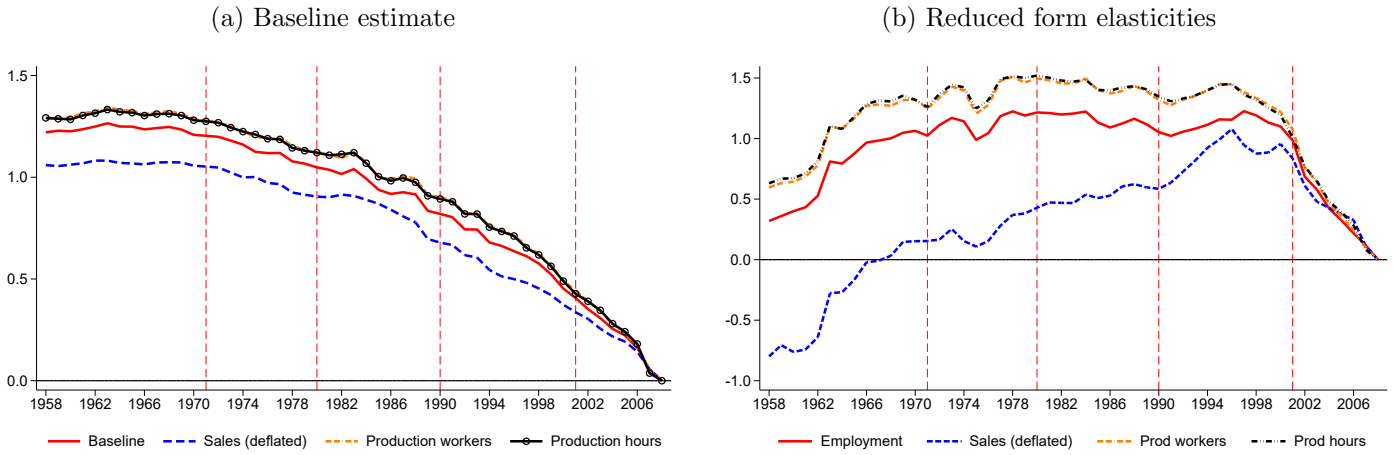 (a) Baseline estimate
1.5
1.0
0.5
0.0
1958 1962 1966 1970 1974 1978 1982 1986 1990 1994 1998 2002 2006
Baseline Sales (deflated) Production workers Production hours
(b) Reduced form elasticities
1.5
1.0
0.5
0.0
-0.5
-1.0
1958 1962 1966 1970 1974 1978 1982 1986 1990 1994 1998 2002 2006
Employment Sales (deflated) Prod workers Prod hours